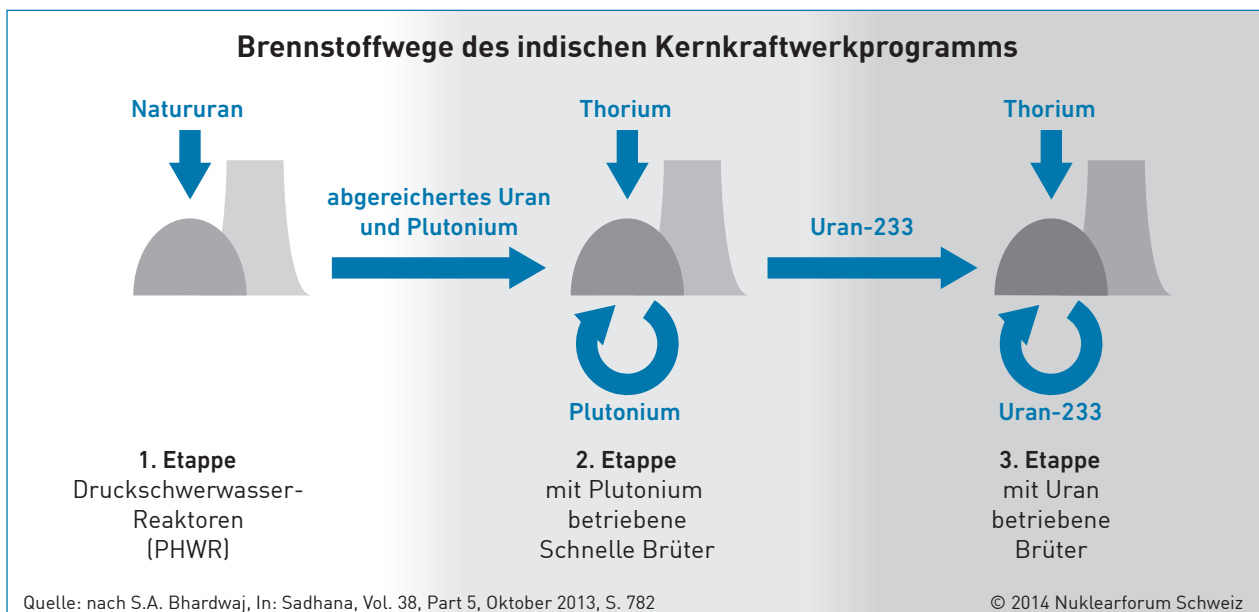 Brennstoffwege des indischen Kernkraftwerkprogramms
Natururan
Thorium
Thorium
abgereichertes Uran
und Plutonium
Uran-233
Plutonium
Uran-233
1. Etappe
Druckschwerwasser-
Reaktoren
(PHWR)
2. Etappe
mit Plutonium
betriebene
Schnelle Brüter
3. Etappe
mit Uran
betriebene
Brüter
Quelle: nach S.A. Bhardwaj, In: Sadhana, Vol. 38, Part 5, Oktober 2013, S. 782
© 2014 Nuklearforum Schweiz